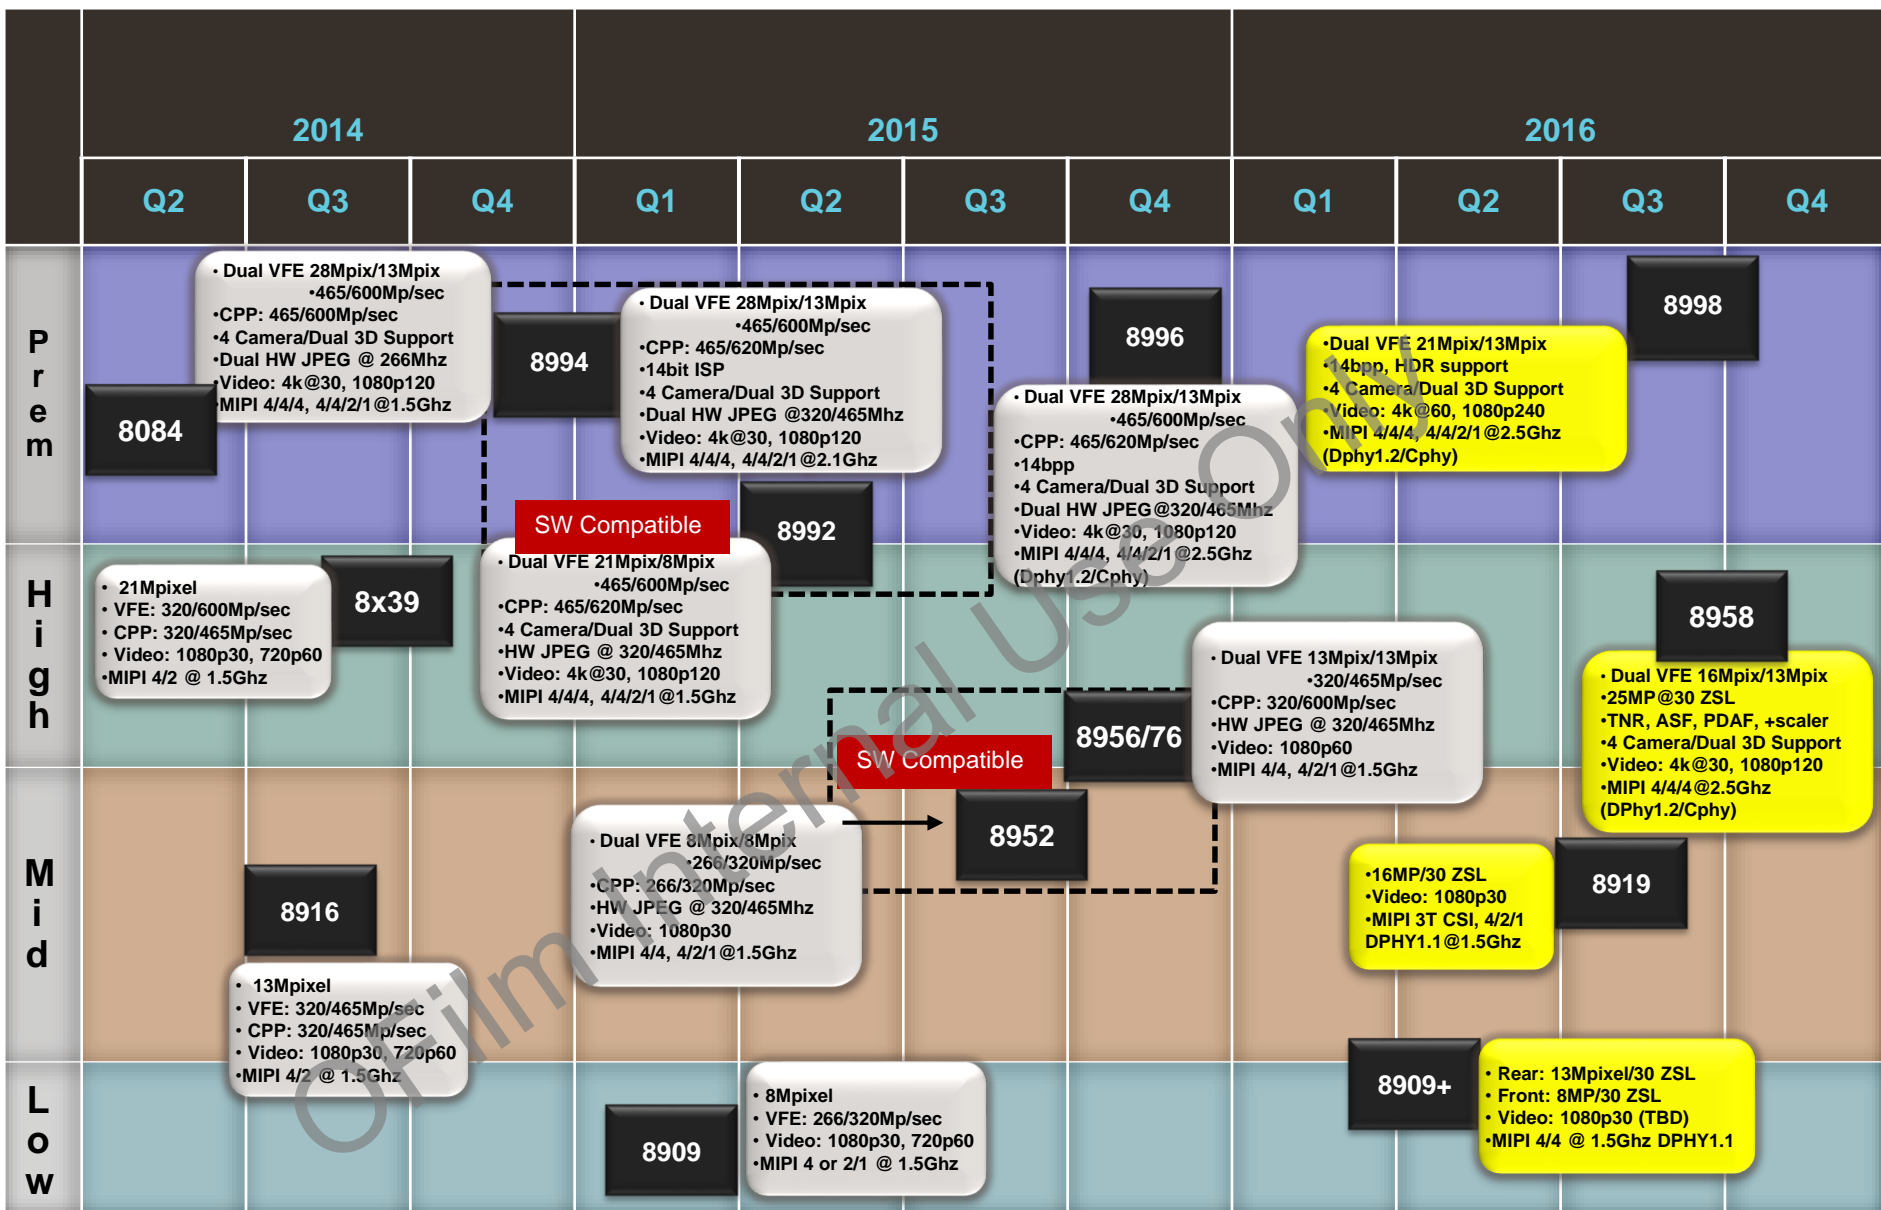 2014
2015
2016
Q2
Q3
Q4
Q1
Q2
Q3
Q4
Q1
Q2
Q3
Q4
Prem
8084
• Dual VFE 28Mpix/13Mpix
•465/600Mp/sec
•CPP: 465/600Mp/sec
•4 Camera/Dual 3D Support
•Dual HW JPEG @ 266Mhz
•Video: 4k@30, 1080p120
•MIPI 4/4/4, 4/4/2/1@1.5Ghz
8994
• Dual VFE 28Mpix/13Mpix
•465/600Mp/sec
•CPP: 465/620Mp/sec
•14bit ISP
•4 Camera/Dual 3D Support
•Dual HW JPEG @320/465Mhz
•Video: 4k@30, 1080p120
•MIPI 4/4/4, 4/4/2/1@2.1Ghz
8996
• Dual VFE 28Mpix/13Mpix
•465/600Mp/sec
•CPP: 465/620Mp/sec
•14bpp
•4 Camera/Dual 3D Support
•Dual HW JPEG@320/465Mhz
•Video: 4k@30, 1080p120
•MIPI 4/4/4, 4/4/2/1@2.5Ghz
(Dphy1.2/Cphy)
•Dual VFE 21Mpix/13Mpix
•14bpp, HDR support
•4 Camera/Dual 3D Support
•Video: 4k@60, 1080p240
•MIPI 4/4/4, 4/4/2/1@2.5Ghz
(Dphy1.2/Cphy)
8998
SW Compatible
8992
High
• 21Mpixel
• VFE: 320/600Mp/sec
• CPP: 320/465Mp/sec
• Video: 1080p30, 720p60
•MIPI 4/2 @ 1.5Ghz
8x39
• Dual VFE 21Mpix/8Mpix
•465/600Mp/sec
•CPP: 465/620Mp/sec
•4 Camera/Dual 3D Support
•HW JPEG @ 320/465Mhz
•Video: 4k@30, 1080p120
•MIPI 4/4/4, 4/4/2/1@1.5Ghz
8956/76
• Dual VFE 13Mpix/13Mpix
•320/465Mp/sec
•CPP: 320/600Mp/sec
•HW JPEG @ 320/465Mhz
•Video: 1080p60
•MIPI 4/4, 4/2/1@1.5Ghz
8958
• Dual VFE 16Mpix/13Mpix
•25MP@30 ZSL
•TNR, ASF, PDAF, +scaler
•4 Camera/Dual 3D Support
•Video: 4k@30, 1080p120
•MIPI 4/4/4@2.5Ghz
(DPhy1.2/Cphy)
SW Compatible
Mid
8916
• 13Mpixel
• VFE: 320/465Mp/sec
• CPP: 320/465Mp/sec
• Video: 1080p30, 720p60
•MIPI 4/2 @ 1.5Ghz
• Dual VFE 8Mpix/8Mpix
•266/320Mp/sec
•CPP: 266/320Mp/sec
•HW JPEG @ 320/465Mhz
•Video: 1080p30
•MIPI 4/4, 4/2/1@1.5Ghz
8952
•16MP/30 ZSL
•Video: 1080p30
•MIPI 3T CSI, 4/2/1
DPHY1.1@1.5Ghz
8919
Low
8909
• 8Mpixel
• VFE: 266/320Mp/sec
• Video: 1080p30, 720p60
•MIPI 4 or 2/1 @ 1.5Ghz
8909+
• Rear: 13Mpixel/30 ZSL
• Front: 8MP/30 ZSL
• Video: 1080p30 (TBD)
•MIPI 4/4 @ 1.5Ghz DPHY1.1
OFilm Internal Use Only